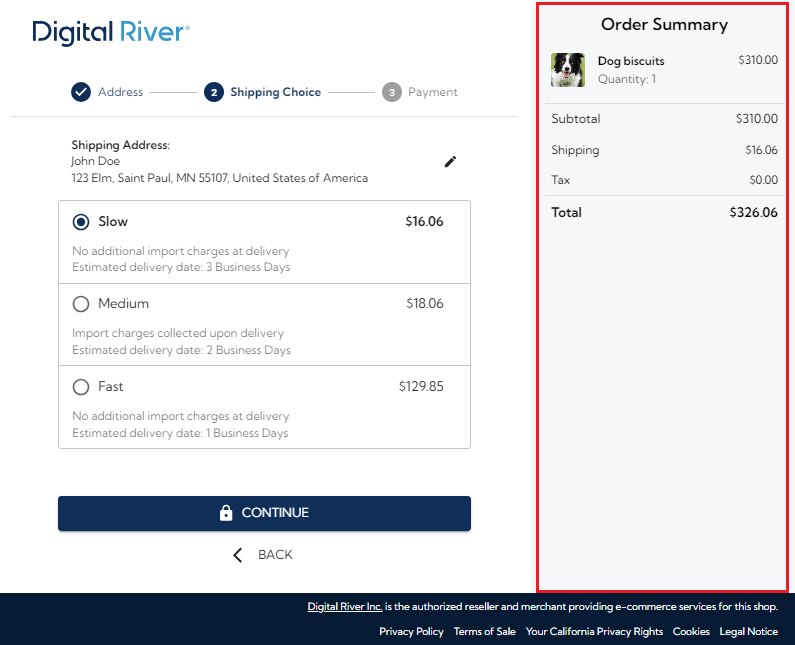 Digital River®
Address
2 Shipping Choice
3 Payment
Shipping Address:
John Doe
123 Elm, Saint Paul, MN 55107, United States of America
Slow $16.06
No additional import charges at delivery
Estimated delivery date: 3 Business Days
Medium $18.06
Import charges collected upon delivery
Estimated delivery date: 2 Business Days
Fast $129.85
No additional import charges at delivery
Estimated delivery date: 1 Business Days
CONTINUE
BACK
Order Summary
Dog biscuits $310.00
Quantity: 1
Subtotal $310.00
Shipping $16.06
Tax $0.00
Total $326.06
Digital River Inc. is the authorized reseller and merchant providing e-commerce services for this shop.
Privacy Policy Terms of Sale Your California Privacy Rights Cookies Legal Notice